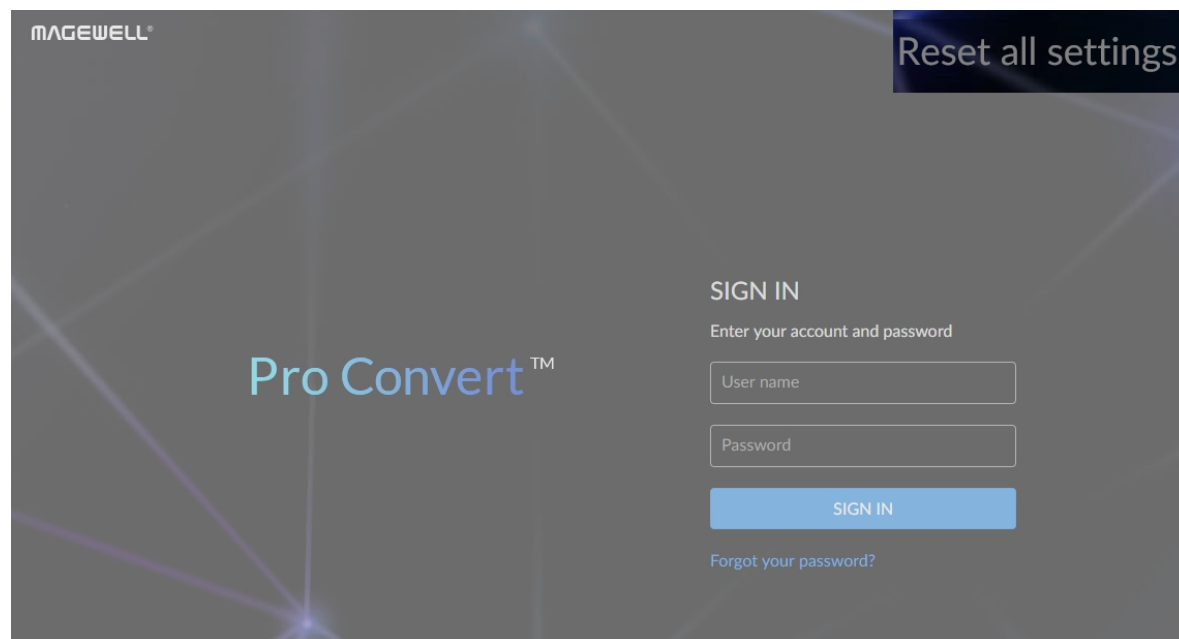 MAGEWELL®
Reset all settings
SIGN IN
Enter your account and password
Pro Convert™
User name
Password
SIGN IN
Forgot your password?